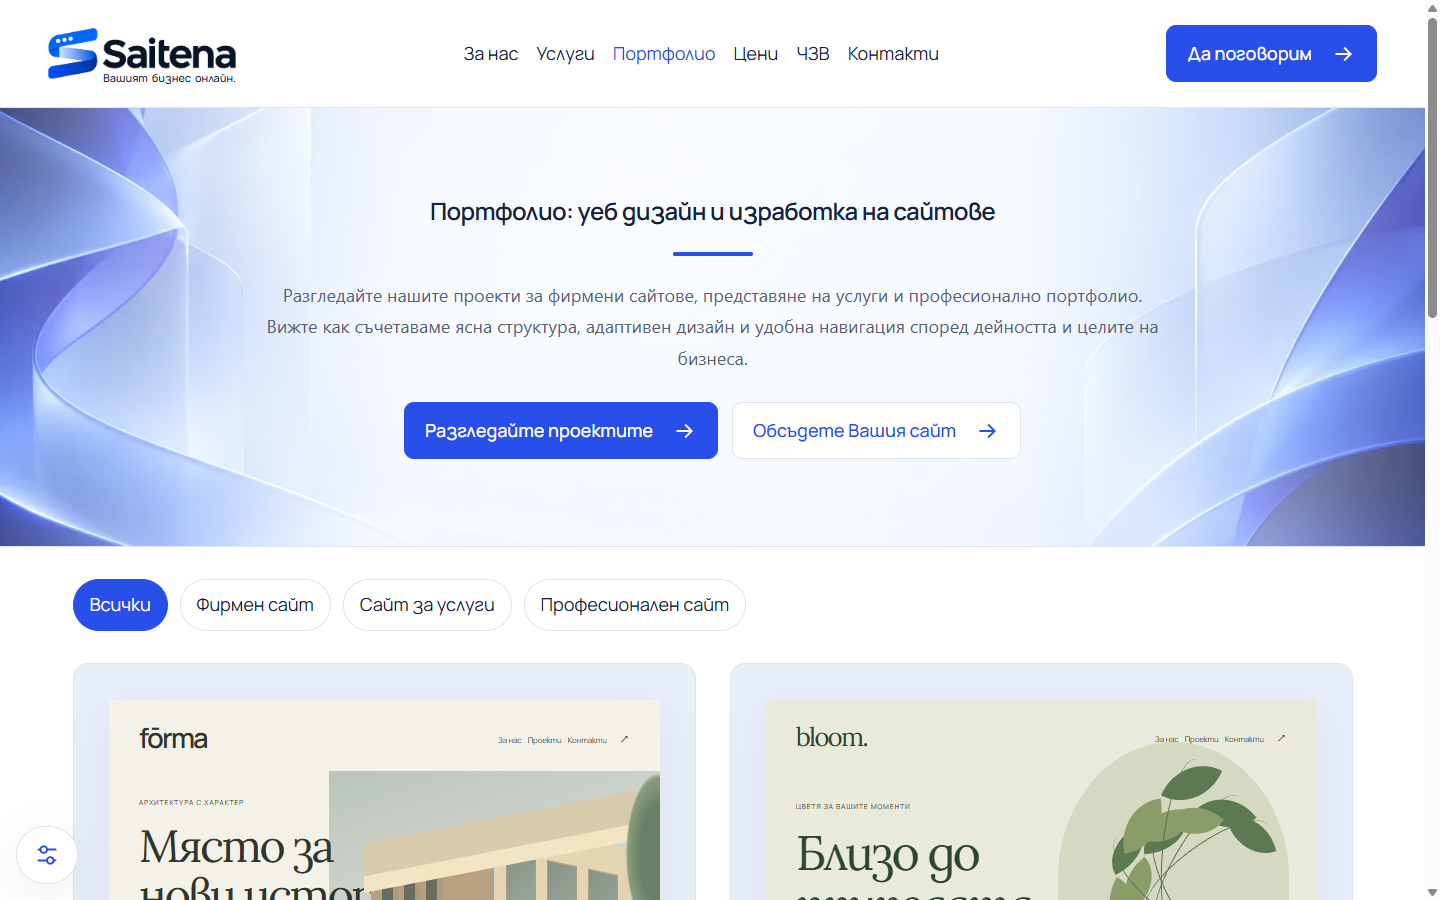 Saitena
Вашият бизнес онлайн.
За нас
Услуги
Портфолио
Цени
ЧЗВ
Контакти
Да поговорим
Портфолио: уеб дизайн и изработка на сайтове
Разгледайте нашите проекти за фирмени сайтове, представяне на услуги и професионално портфолио.
Вижте как съчетаваме ясна структура, адаптивен дизайн и удобна навигация според дейността и целите на
бизнеса.
Разгледайте проектите
Обсъдете Вашия сайт
Всички
Фирмен сайт
Сайт за услуги
Професионален сайт
fōrma
За нас Проекти Контакти
АРХИТЕКТУРА С ХАРАКТЕР
Място за
нови
bloom.
За нас Проекти Контакти
ЦВЕТЯ ЗА ВАШИТЕ МОМЕНТИ
Близо до